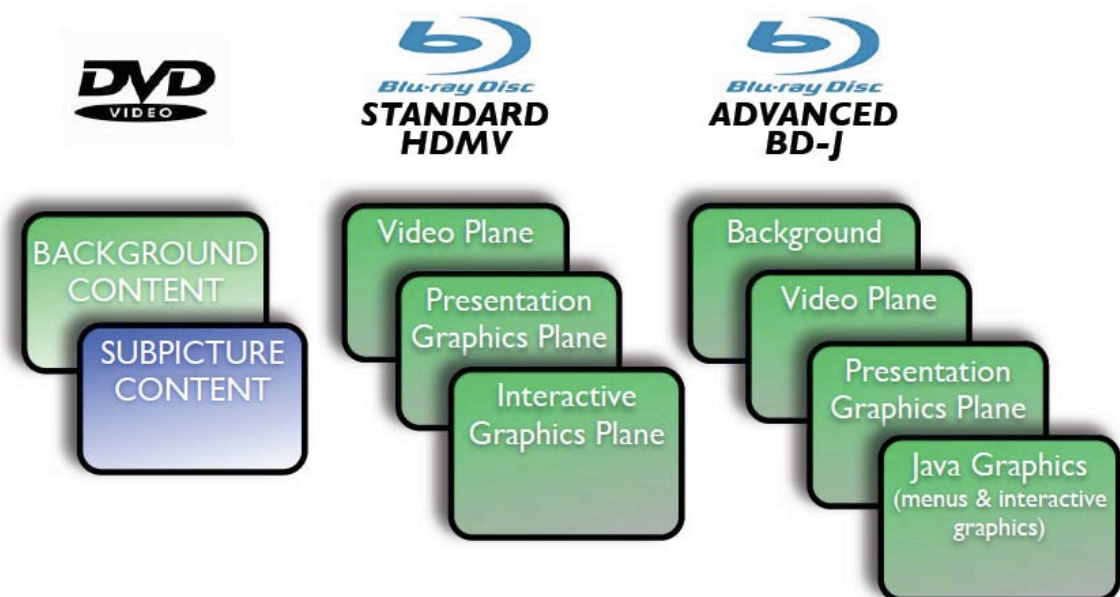 DVD
VIDEO
BACKGROUND
CONTENT
SUBPICTURE
CONTENT
b
Blu-ray Disc
STANDARD
HDMV
Video Plane
Presentation
Graphics Plane
Interactive
Graphics Plane
b
Blu-ray Disc
ADVANCED
BD-J
Background
Video Plane
Presentation
Graphics Plane
Java Graphics
(menus & interactive
graphics)